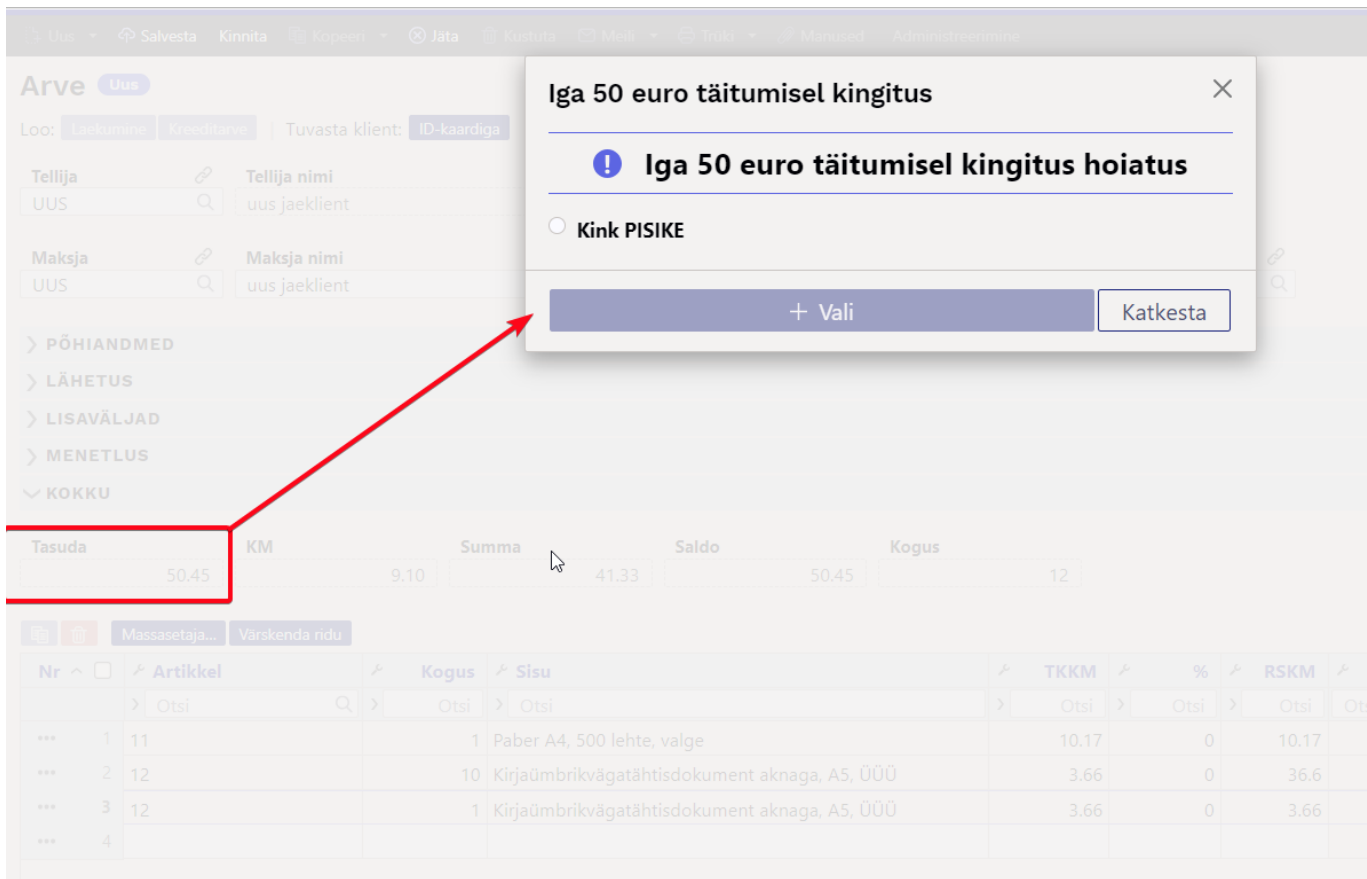 Uus Salvesta Kinnita Kopeeri Jäta Kustuta Meili Trüki Manused Administreerimine
Arve Uus
Loo: Laekumine Kreeditarve Tuvasta klient: ID-kaardiga
Tellija Tellija nimi
UUS uus jaeklient
Maksja Maksja nimi
UUS uus jaeklient
Iga 50 euro täitumisel kingitus
Iga 50 euro täitumisel kingitus hoiatus
Kink PISIKE
+ Vali Katkesta
PÕHIANDMED
LÄHETUS
LISAVÄLJAD
MENETLUS
KOKKU
Tasuda KM Summa Saldo Kogus
50.45 9.10 41.33 50.45 12
Massasetaja... Värskenda ridu
Nr Artikkel Kogus Sisu TKKM % RSKM
Otsi Otsi Otsi Otsi Otsi Otsi
1 11 1 Paber A4, 500 lehte, valge 10.17 0 10.17
2 12 10 Kirjaümbrikvägatähtisdokument aknaga, A5, ÜÜÜ 3.66 0 36.6
3 12 1 Kirjaümbrikvägatähtisdokument aknaga, A5, ÜÜÜ 3.66 0 3.66
4